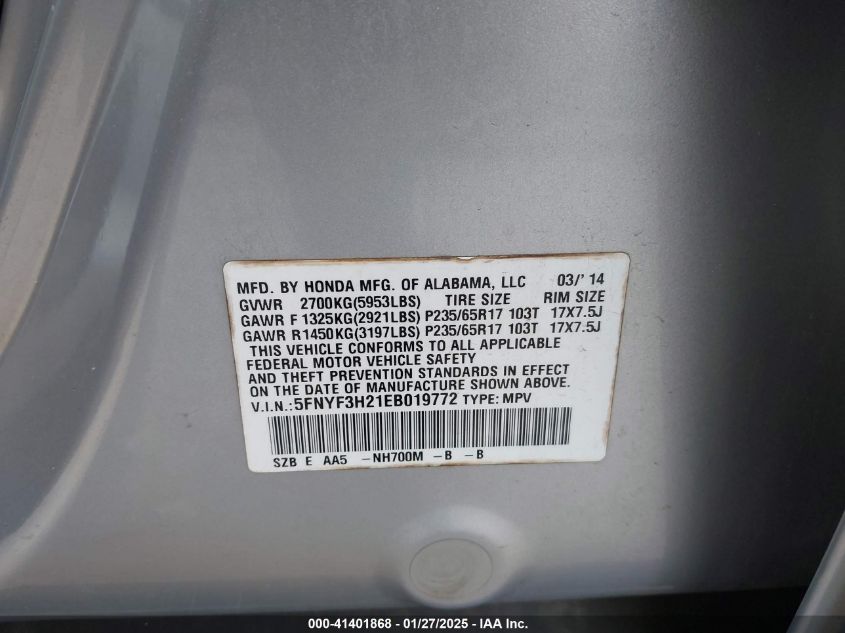 MFD. BY HONDA MFG. OF ALABAMA, LLC 03/'14
GVWR 2700KG(5953LBS) TIRE SIZE RIM SIZE
GAWR F 1325KG(2921LBS) P235/65R17 103T 17X7.5J
GAWR R1450KG(3197LBS) P235/65R17 103T 17X7.5J
THIS VEHICLE CONFORMS TO ALL APPLICABLE
FEDERAL MOTOR VEHICLE SAFETY
AND THEFT PREVENTION STANDARDS IN EFFECT
ON THE DATE OF MANUFACTURE SHOWN ABOVE.
V.I.N.:5FNYF3H21EB019772 TYPE: MPV
SZB E AA5 -NH700M -B -B
000-41401868 - 01/27/2025 - IAA Inc.